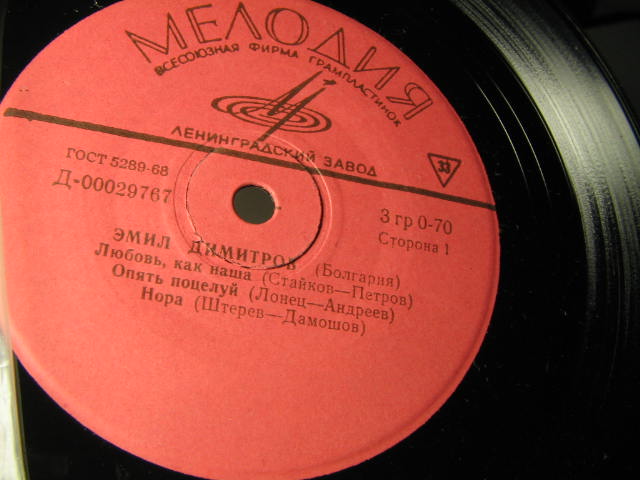 МЕЛОДИЯ
ВСЕСОЮЗНАЯ ФИРМА ГРАМПЛАСТИНОК
ЛЕНИНГРАДСКИЙ ЗАВОД
33
ГОСТ 5289-68
Д-00029767
3 гр 0-70
Сторона 1
ЭМИЛ ДИМИТРОВ (Болгария)
Любовь, как наша (Стайков—Петров)
Опять поцелуй (Лонец—Андреев)
Нора (Штерев—Дамошов)